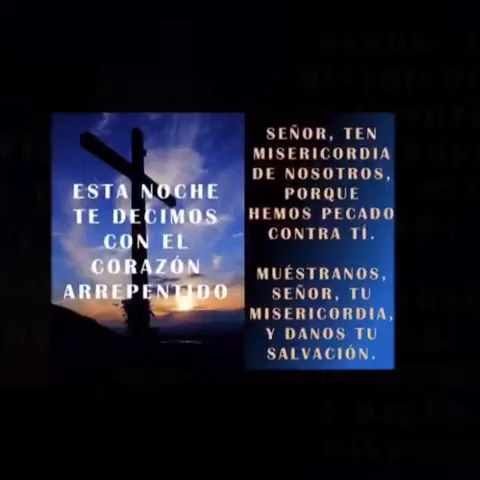 ESTA NOCHE
TE DECIMOS
CON EL
CORAZÓN
ARREPENTIDO
SEÑOR, TEN
MISERICORDIA
DE NOSOTROS,
PORQUE
HEMOS PECADO
CONTRA TÍ.
MUÉSTRANOS,
SEÑOR, TU
MISERICORDIA,
Y DANOS TU
SALVACIÓN.